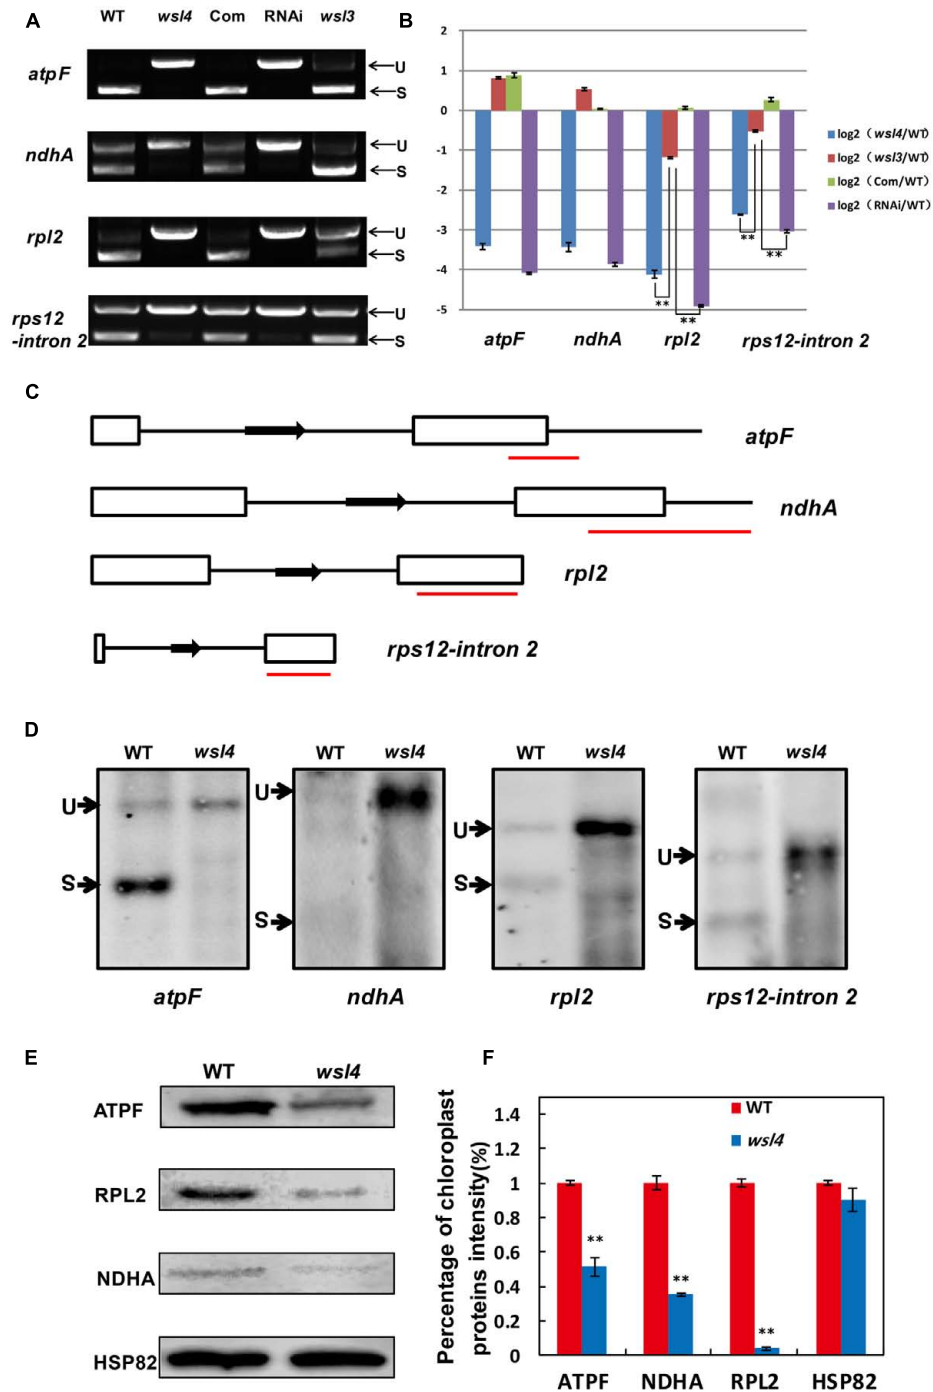 A
WT wsl4 Com RNAi wsl3
atpF
U
S
ndhA
U
S
rpl2
U
S
rps12
-intron 2
U
S
B
2
1
0
-1
-2
-3
-4
-5
** ** ** **
atpF ndhA rpl2 rps12-intron 2
log2（wsl4/WT）
log2（wsl3/WT）
log2（Com/WT）
log2（RNAi/WT）
C
atpF
ndhA
rpl2
rps12-intron 2
D
WT wsl4 WT wsl4 WT wsl4 WT wsl4
U S U S U S U S
atpF ndhA rpl2 rps12-intron 2
E
WT wsl4
ATPF
RPL2
NDHA
HSP82
F
Percentage of chloroplast
proteins intensity(%)
1.4
1.2
1
0.8
0.6
0.4
0.2
0
WT
wsl4
** ** **
ATPF NDHA RPL2 HSP82